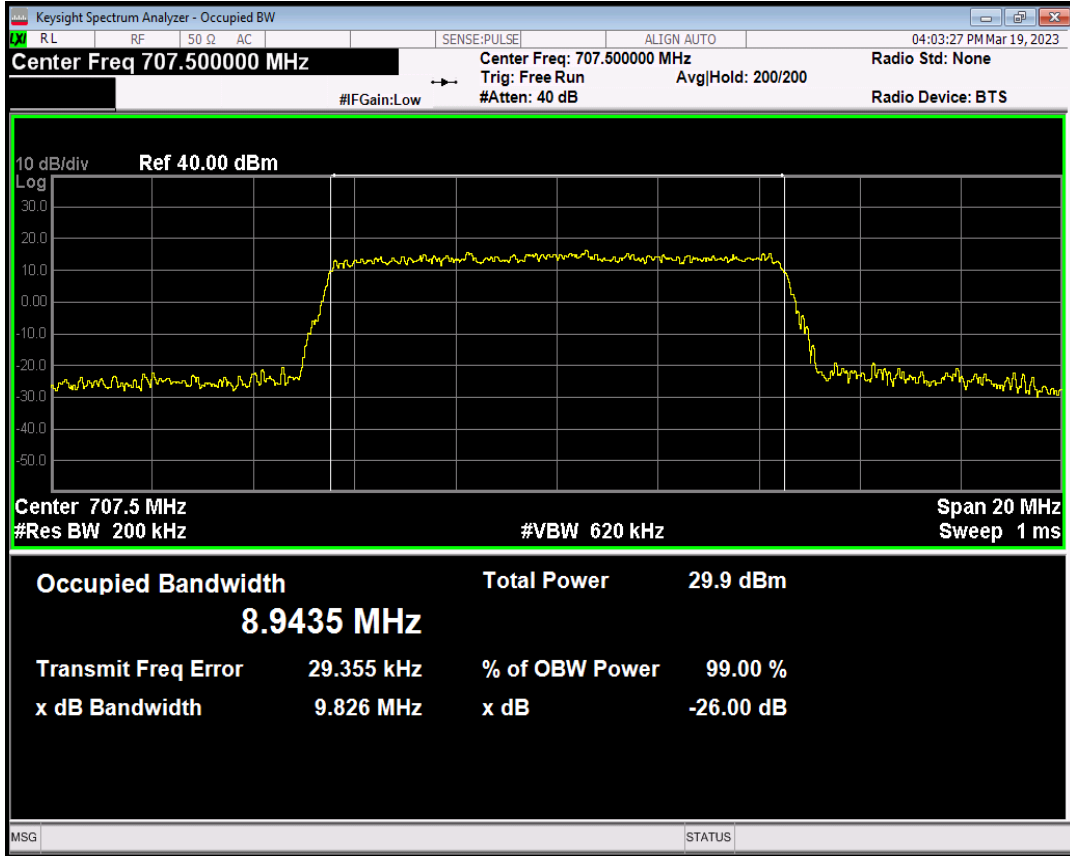 Keysight Spectrum Analyzer - Occupied BW
LXI RL RF 50 Ω AC SENSE:PULSE ALIGN AUTO 04:03:27 PM Mar 19, 2023
Center Freq 707.500000 MHz
Center Freq: 707.500000 MHz
Radio Std: None
Trig: Free Run Avg|Hold: 200/200
#IFGain:Low
#Atten: 40 dB
Radio Device: BTS
10 dB/div Ref 40.00 dBm
Log
30.0
20.0
10.0
0.00
-10.0
-20.0
-30.0
-40.0
-50.0
Center 707.5 MHz Span 20 MHz
#Res BW 200 kHz #VBW 620 kHz Sweep 1 ms
Occupied Bandwidth Total Power 29.9 dBm
8.9435 MHz
Transmit Freq Error 29.355 kHz % of OBW Power 99.00 %
x dB Bandwidth 9.826 MHz x dB -26.00 dB
MSG STATUS